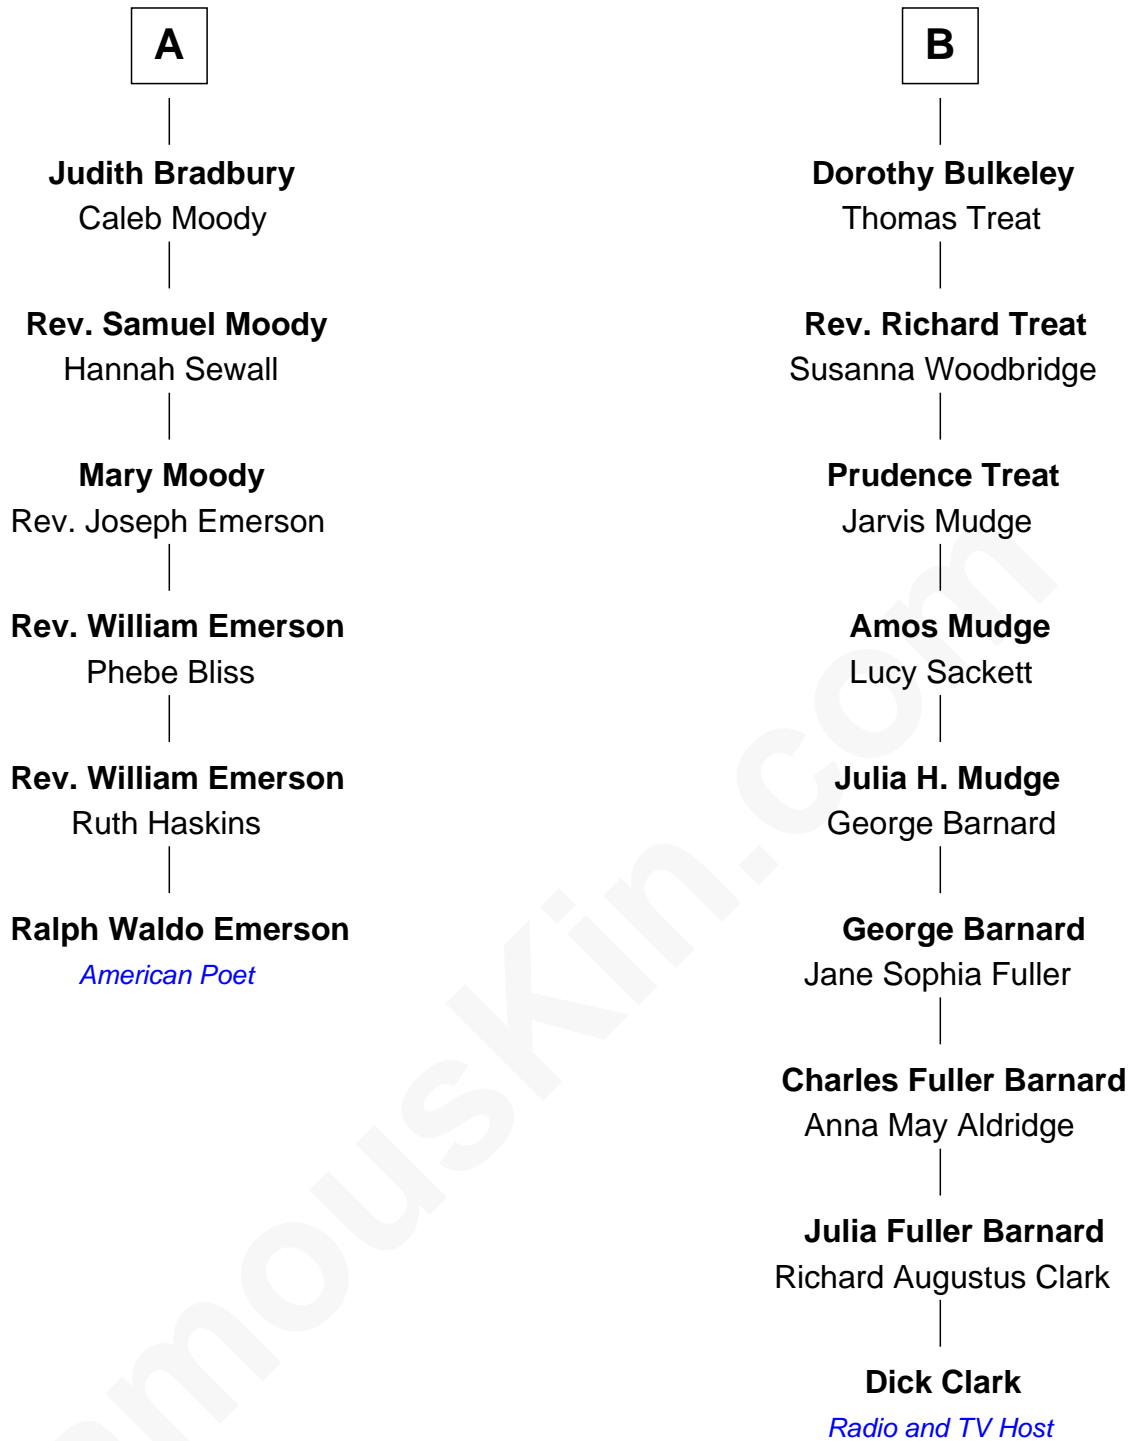 A
Judith Bradbury
Caleb Moody
Rev. Samuel Moody
Hannah Sewall
Mary Moody
Rev. Joseph Emerson
Rev. William Emerson
Phebe Bliss
Rev. William Emerson
Ruth Haskins
Ralph Waldo Emerson
American Poet
B
Dorothy Bulkeley
Thomas Treat
Rev. Richard Treat
Susanna Woodbridge
Prudence Treat
Jarvis Mudge
Amos Mudge
Lucy Sackett
Julia H. Mudge
George Barnard
George Barnard
Jane Sophia Fuller
Charles Fuller Barnard
Anna May Aldridge
Julia Fuller Barnard
Richard Augustus Clark
Dick Clark
Radio and TV Host
amouskin.com